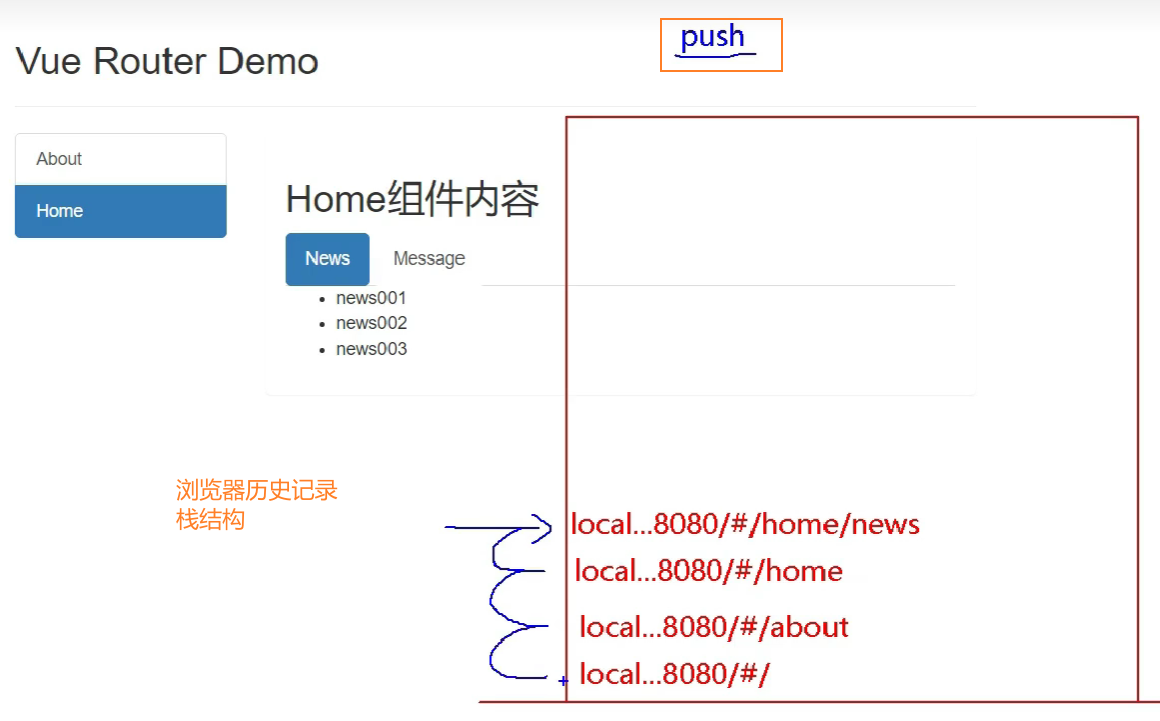 push
Vue Router Demo
About
Home
Home组件内容
News
Message
news001
news002
news003
浏览器历史记录
栈结构
local...8080/#/home/news
local...8080/#/home
local...8080/#/about
local...8080/#/